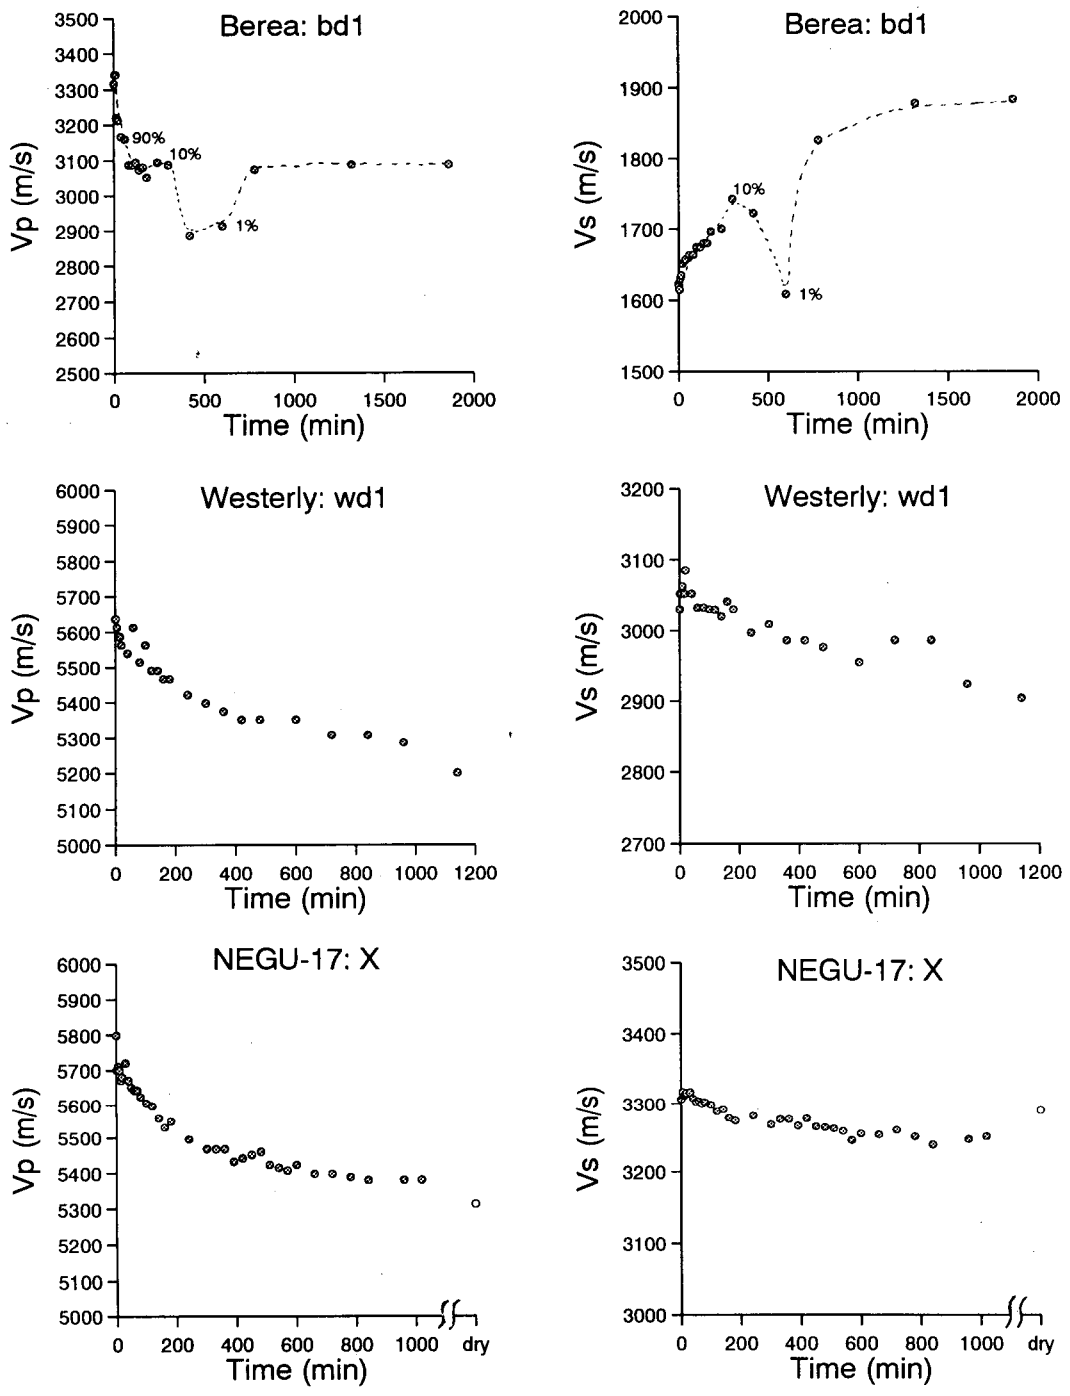 Berea: bd1
3500
3400
3300
3200
3100
3000
2900
2800
2700
2600
2500
Vp (m/s)
90%
10%
1%
0 500 1000 1500 2000
Time (min)
Berea: bd1
2000
1900
1800
1700
1600
1500
Vs (m/s)
10%
1%
0 500 1000 1500 2000
Time (min)
Westerly: wd1
6000
5900
5800
5700
5600
5500
5400
5300
5200
5100
5000
Vp (m/s)
0 200 400 600 800 1000 1200
Time (min)
Westerly: wd1
3200
3100
3000
2900
2800
2700
Vs (m/s)
0 200 400 600 800 1000 1200
Time (min)
NEGU-17: X
6000
5900
5800
5700
5600
5500
5400
5300
5200
5100
5000
Vp (m/s)
0 200 400 600 800 1000 dry
Time (min)
NEGU-17: X
3500
3400
3300
3200
3100
3000
Vs (m/s)
0 200 400 600 800 1000 dry
Time (min)